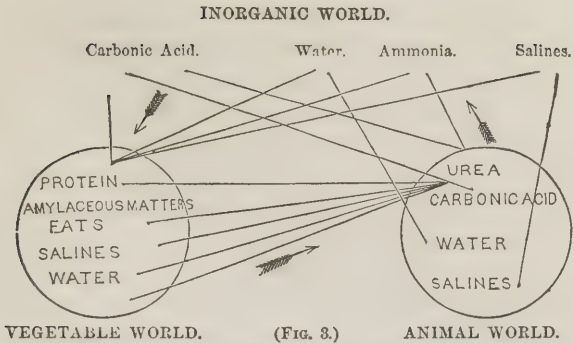 INORGANIC WORLD.
Carbonic Acid. Water. Ammonia. Salines.
PROTEIN
AMYLACEOUS MATTERS
EATS
SALINES
WATER
UREA
CARBONIC ACID
WATER
SALINES
VEGETABLE WORLD. (FIG. 3.) ANIMAL WORLD.